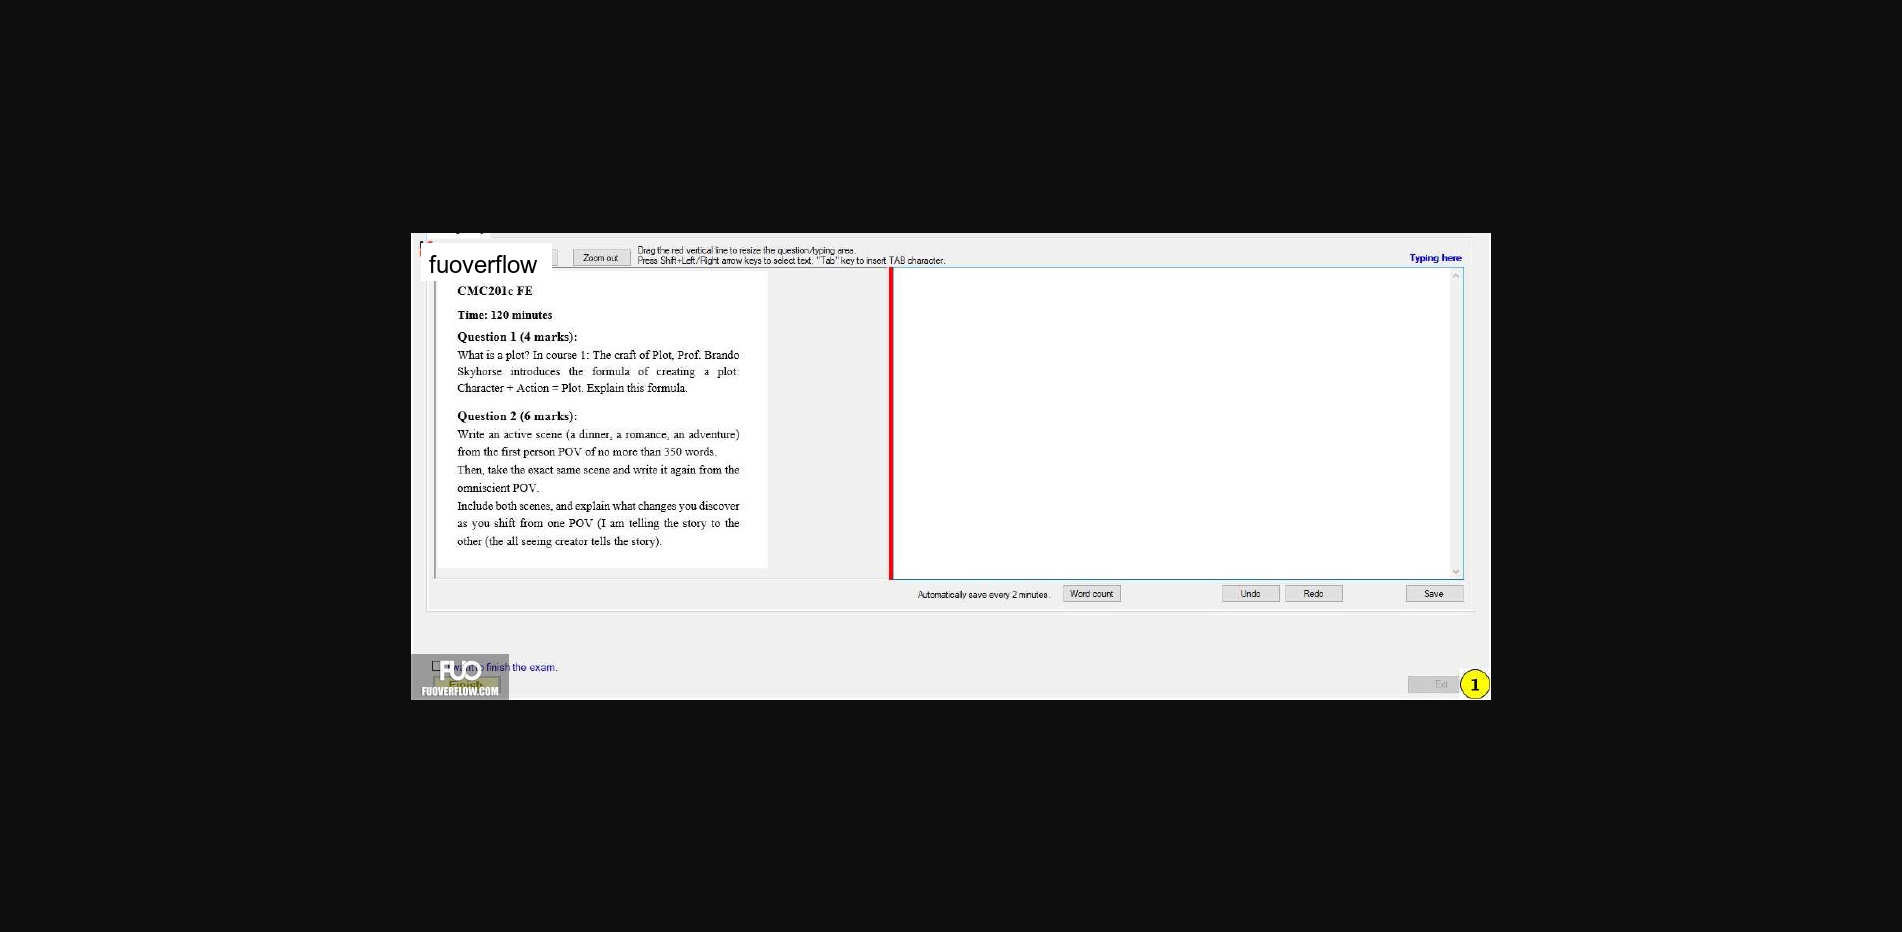 fuoverflow
Zoom out
Drag the red vertical line to resize the question/typing area.
Press Shift+Left/Right arrow keys to select text. "Tab" key to insert TAB character.
Typing here
CMC201c FE
Time: 120 minutes
Question 1 (4 marks):
What is a plot? In course 1: The craft of Plot, Prof. Brando
Skyhorse introduces the formula of creating a plot:
Character + Action = Plot. Explain this formula.
Question 2 (6 marks):
Write an active scene (a dinner, a romance, an adventure)
from the first person POV of no more than 350 words.
Then, take the exact same scene and write it again from the
omniscient POV.
Include both scenes, and explain what changes you discover
as you shift from one POV (I am telling the story to the
other (the all seeing creator tells the story).
Automatically save every 2 minutes.
Word count
Undo
Redo
Save
want to finish the exam.
FUO
FUOVERFLOW.COM
Finish
Exit
1